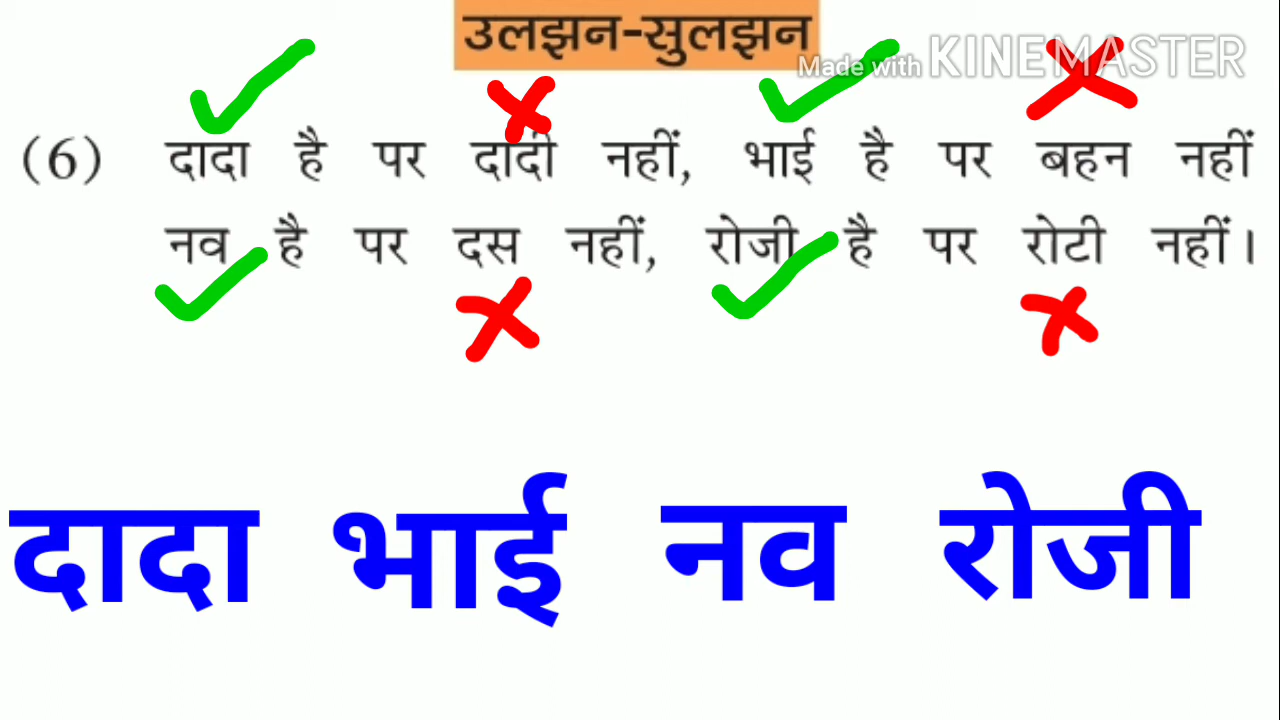 उलझन-सुलझन
Made with KINEMASTER
(6) दादा है पर दादी नहीं, भाई है पर बहन नहीं
नव है पर दस नहीं, रोजी है पर रोटी नहीं।
दादा भाई नव रोजी